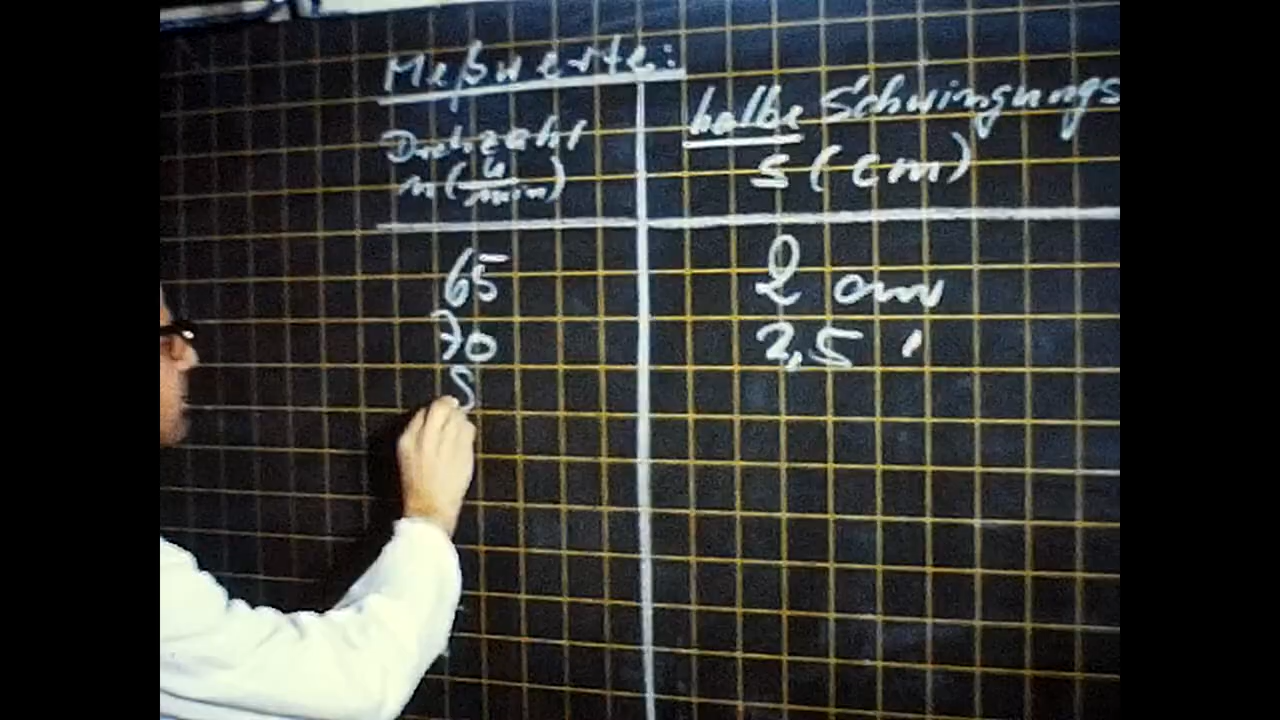 Meßwerte:
halbe Schwingungs
Drehzahl
s (cm)
n (u/min)
65 2 cm
70 2,5 "